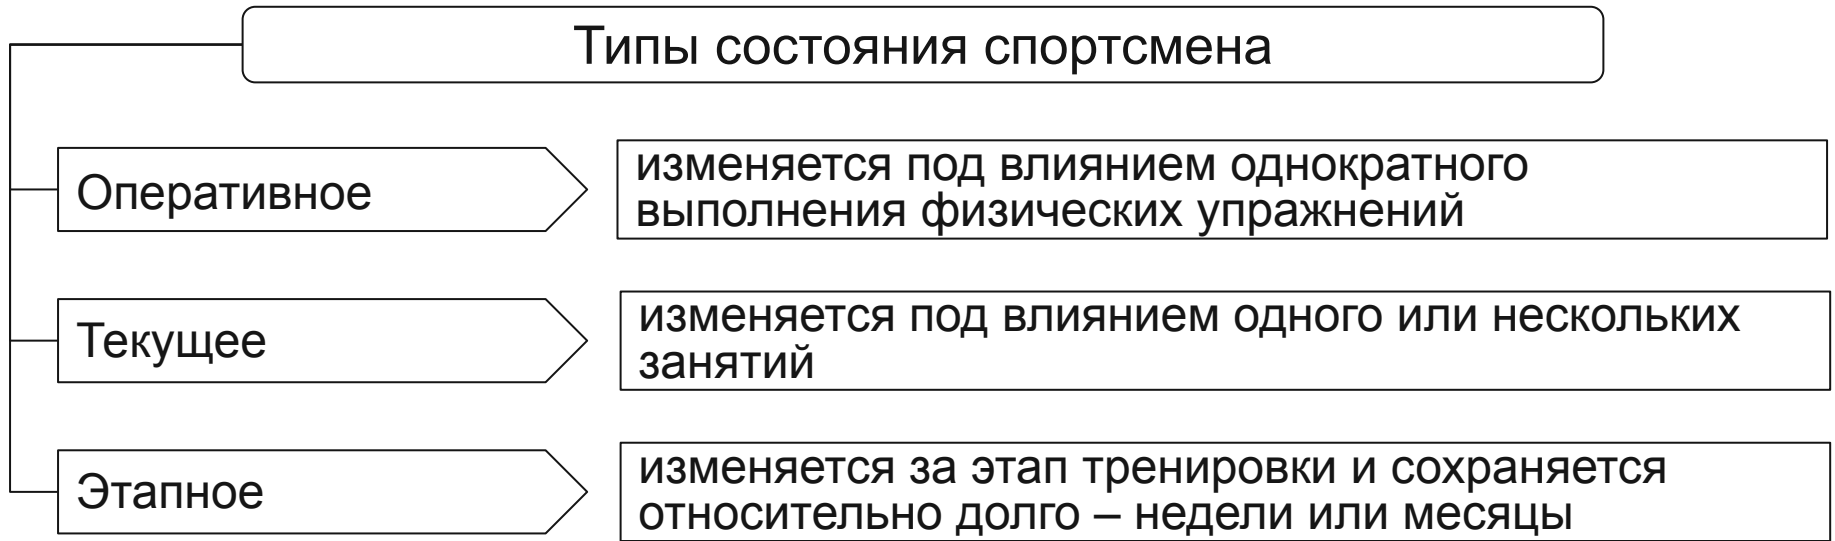 Типы состояния спортсмена
Оперативное
изменяется под влиянием однократного
выполнения физических упражнений
Текущее
изменяется под влиянием одного или нескольких
занятий
Этапное
изменяется за этап тренировки и сохраняется
относительно долго – недели или месяцы